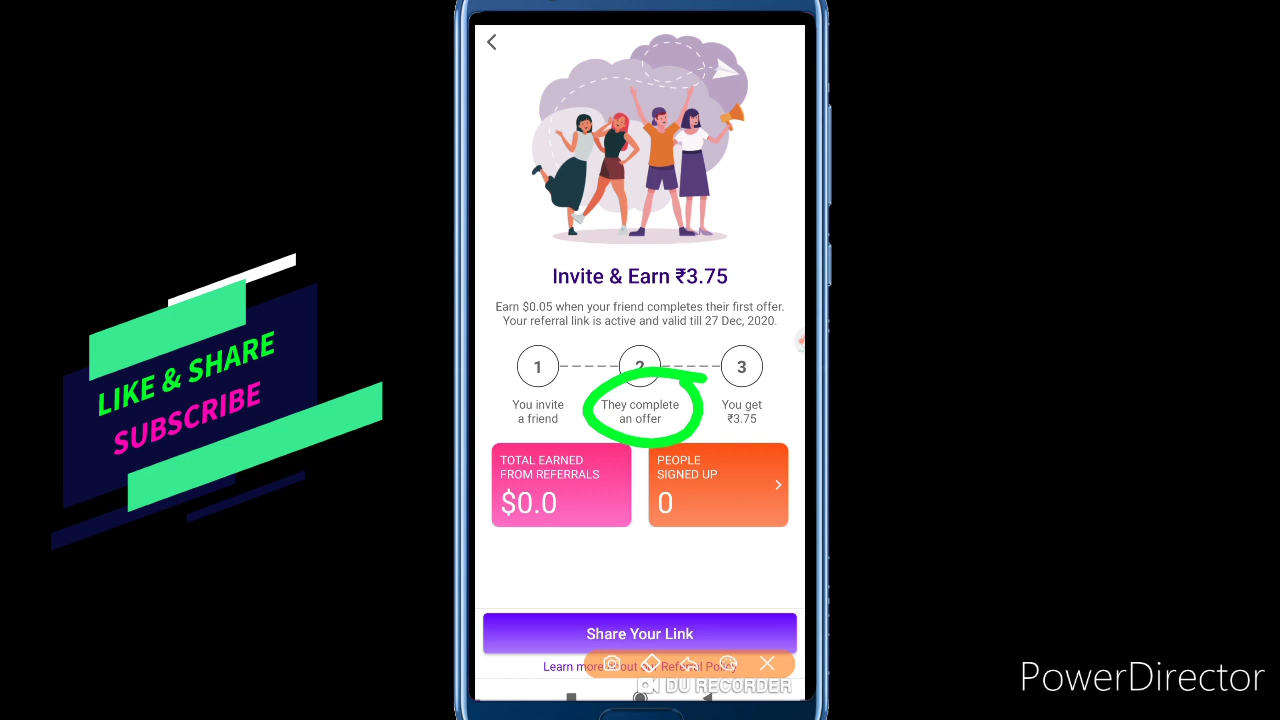 Invite & Earn ₹3.75
Earn $0.05 when your friend completes their first offer.
Your referral link is active and valid till 27 Dec, 2020.
1
2
3
You invite
a friend
They complete
an offer
You get
₹3.75
TOTAL EARNED
FROM REFERRALS
$0.0
PEOPLE
SIGNED UP
0
Share Your Link
Learn more about our Referral Policy
DU RECORDER
LIKE & SHARE
SUBSCRIBE
PowerDirector